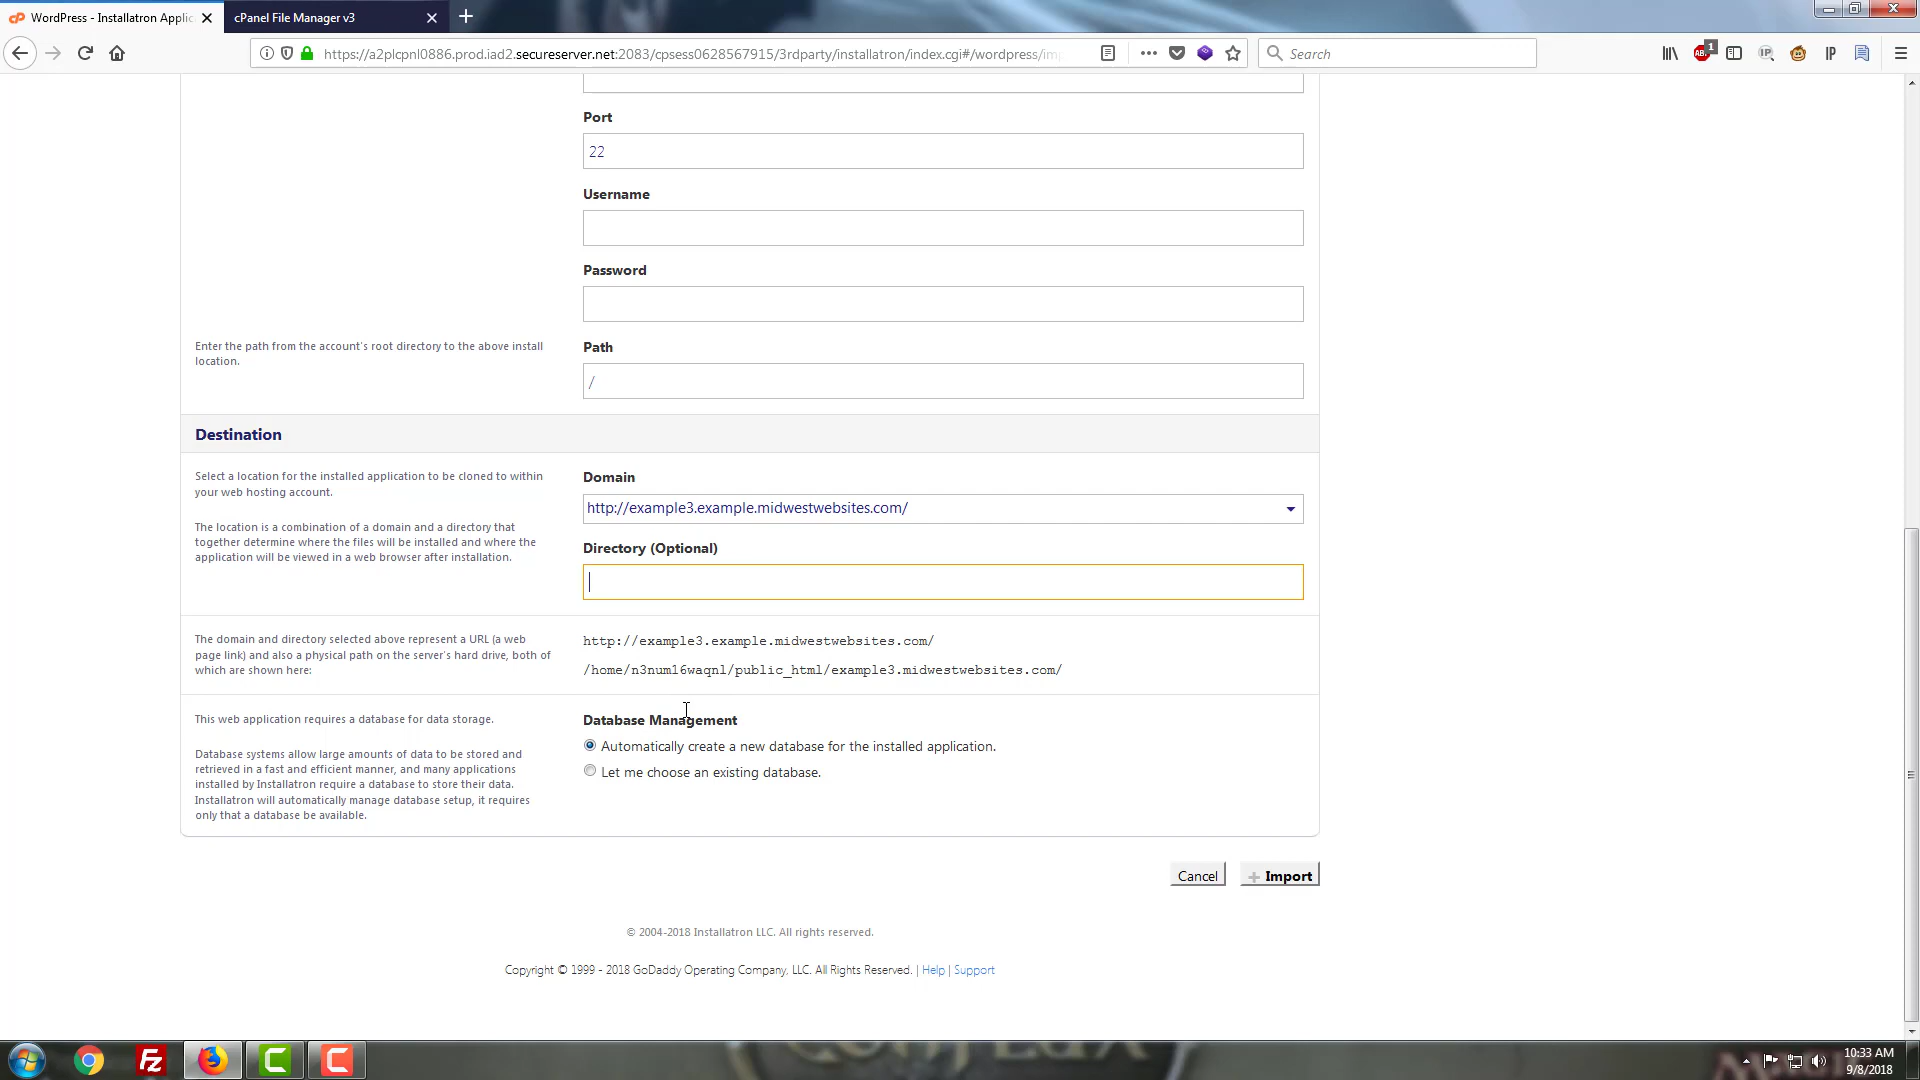 WordPress - Installatron Applic
cPanel File Manager v3
https://a2plcpnl0886.prod.iad2.secureserver.net:2083/cpsess0628567915/3rdparty/installatron/index.cgi#/wordpress/im
Search
ABP
1
IP
IP
Port
22
Username
Password
Enter the path from the account's root directory to the above install
location.
Path
/
Destination
Select a location for the installed application to be cloned to within
your web hosting account.
The location is a combination of a domain and a directory that
together determine where the files will be installed and where the
application will be viewed in a web browser after installation.
Domain
http://example3.example.midwestwebsites.com/
Directory (Optional)
The domain and directory selected above represent a URL (a web
page link) and also a physical path on the server's hard drive, both of
which are shown here:
http://example3.example.midwestwebsites.com/
/home/n3num16waqnl/public_html/example3.midwestwebsites.com/
This web application requires a database for data storage.
Database systems allow large amounts of data to be stored and
retrieved in a fast and efficient manner, and many applications
installed by Installatron require a database to store their data.
Installatron will automatically manage database setup, it requires
only that a database be available.
Database Management
Automatically create a new database for the installed application.
Let me choose an existing database.
Cancel
+ Import
© 2004-2018 Installatron LLC. All rights reserved.
Copyright © 1999 - 2018 GoDaddy Operating Company, LLC. All Rights Reserved. | Help | Support
10:33 AM
9/8/2018